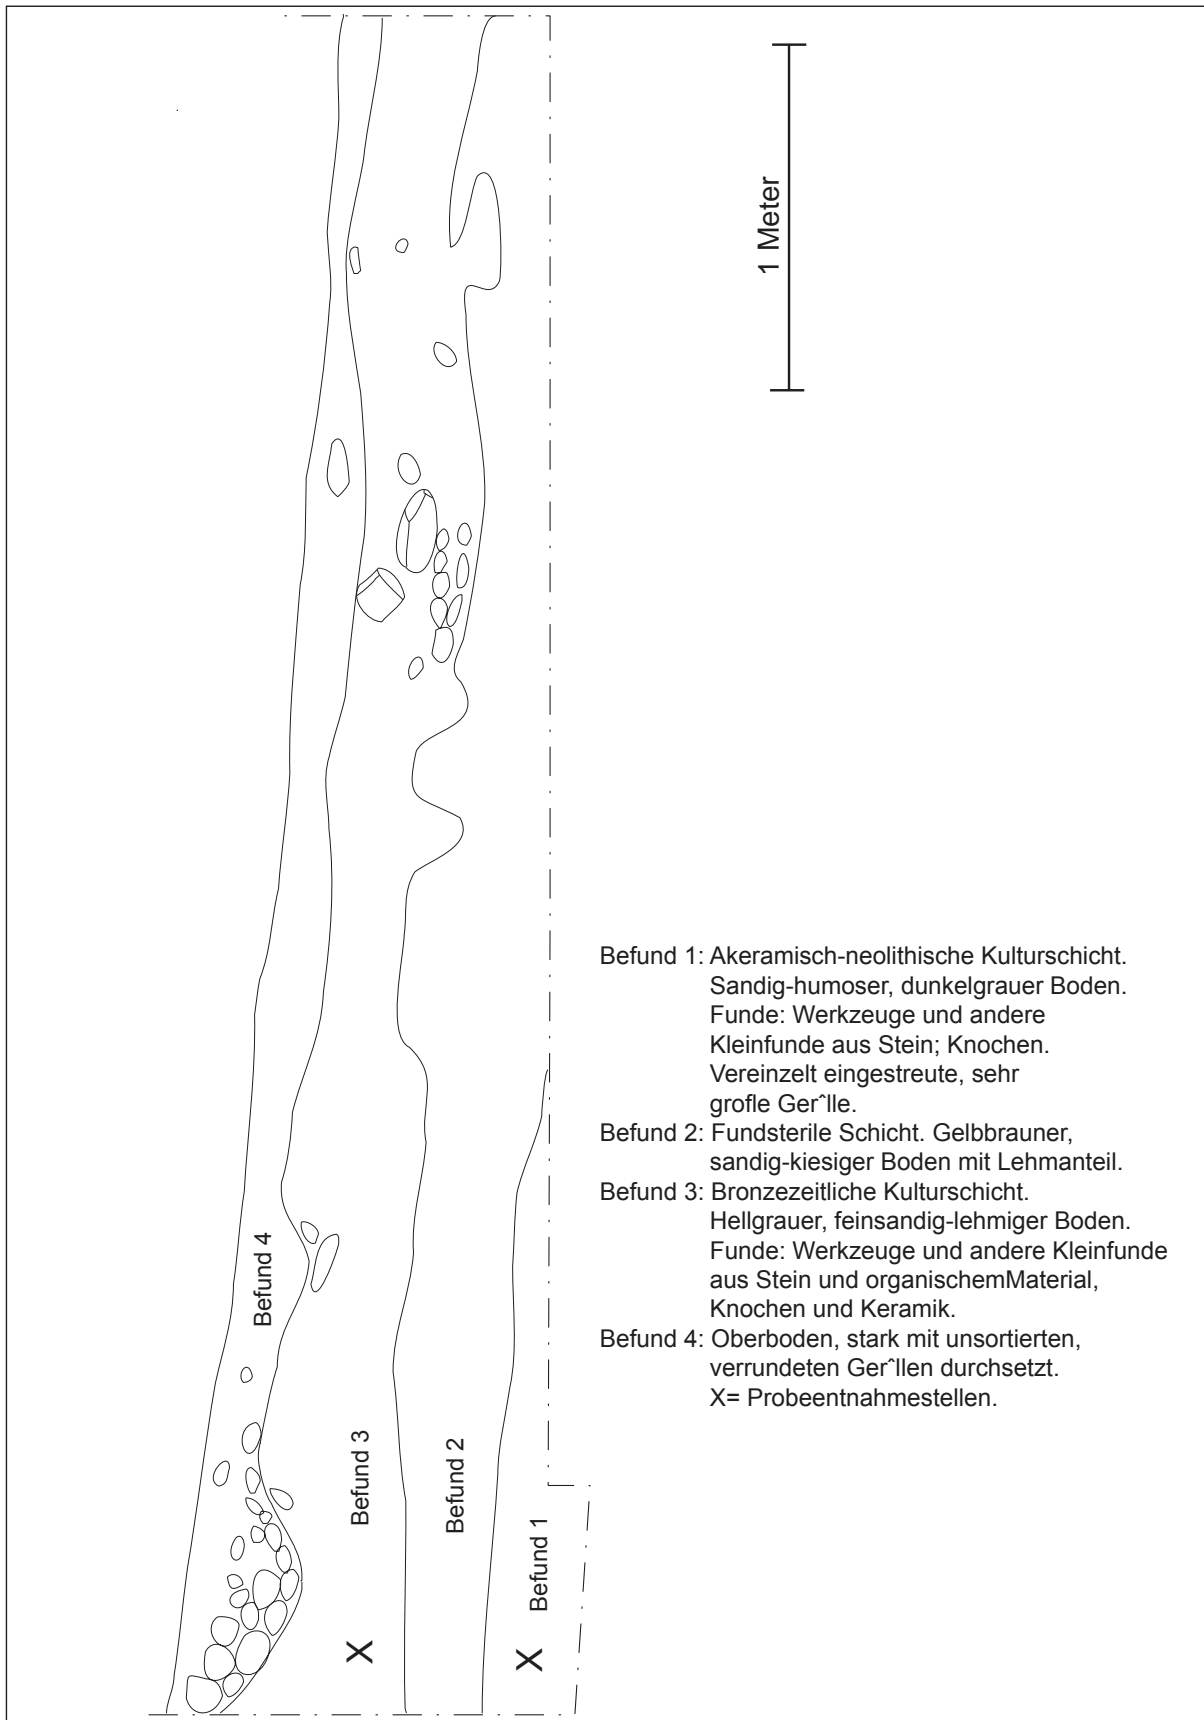 1 Meter
Befund 4
Befund 3
Befund 2
Befund 1
X
X
Befund 1: Akeramisch-neolithische Kulturschicht.
Sandig-humoser, dunkelgrauer Boden.
Funde: Werkzeuge und andere
Kleinfunde aus Stein; Knochen.
Vereinzelt eingestreute, sehr
grofle Gerˆlle.
Befund 2: Fundsterile Schicht. Gelbbrauner,
sandig-kiesiger Boden mit Lehmanteil.
Befund 3: Bronzezeitliche Kulturschicht.
Hellgrauer, feinsandig-lehmiger Boden.
Funde: Werkzeuge und andere Kleinfunde
aus Stein und organischemMaterial,
Knochen und Keramik.
Befund 4: Oberboden, stark mit unsortierten,
verrundeten Gerˆllen durchsetzt.
X= Probeentnahmestellen.